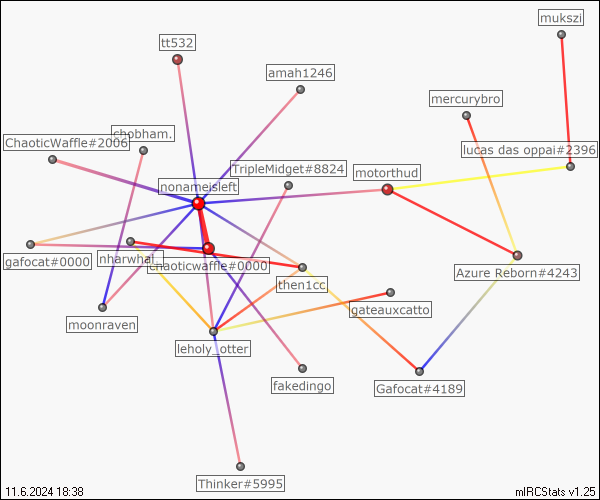 mukszi
tt532
amah1246
mercurybro
chobham.
ChaoticWaffle#2006
lucas das oppai#2396
TripleMidget#8824
motorthud
nonameisleft
gafocat#0000
nharwhal
Chaoticwaffle#0000
Azure Reborn#4243
then1cc
gateauxcatto
moonraven
leholy_otter
fakedingo
Gafocat#4189
Thinker#5995
11.6.2024 18:38
mIRCStats v1.25